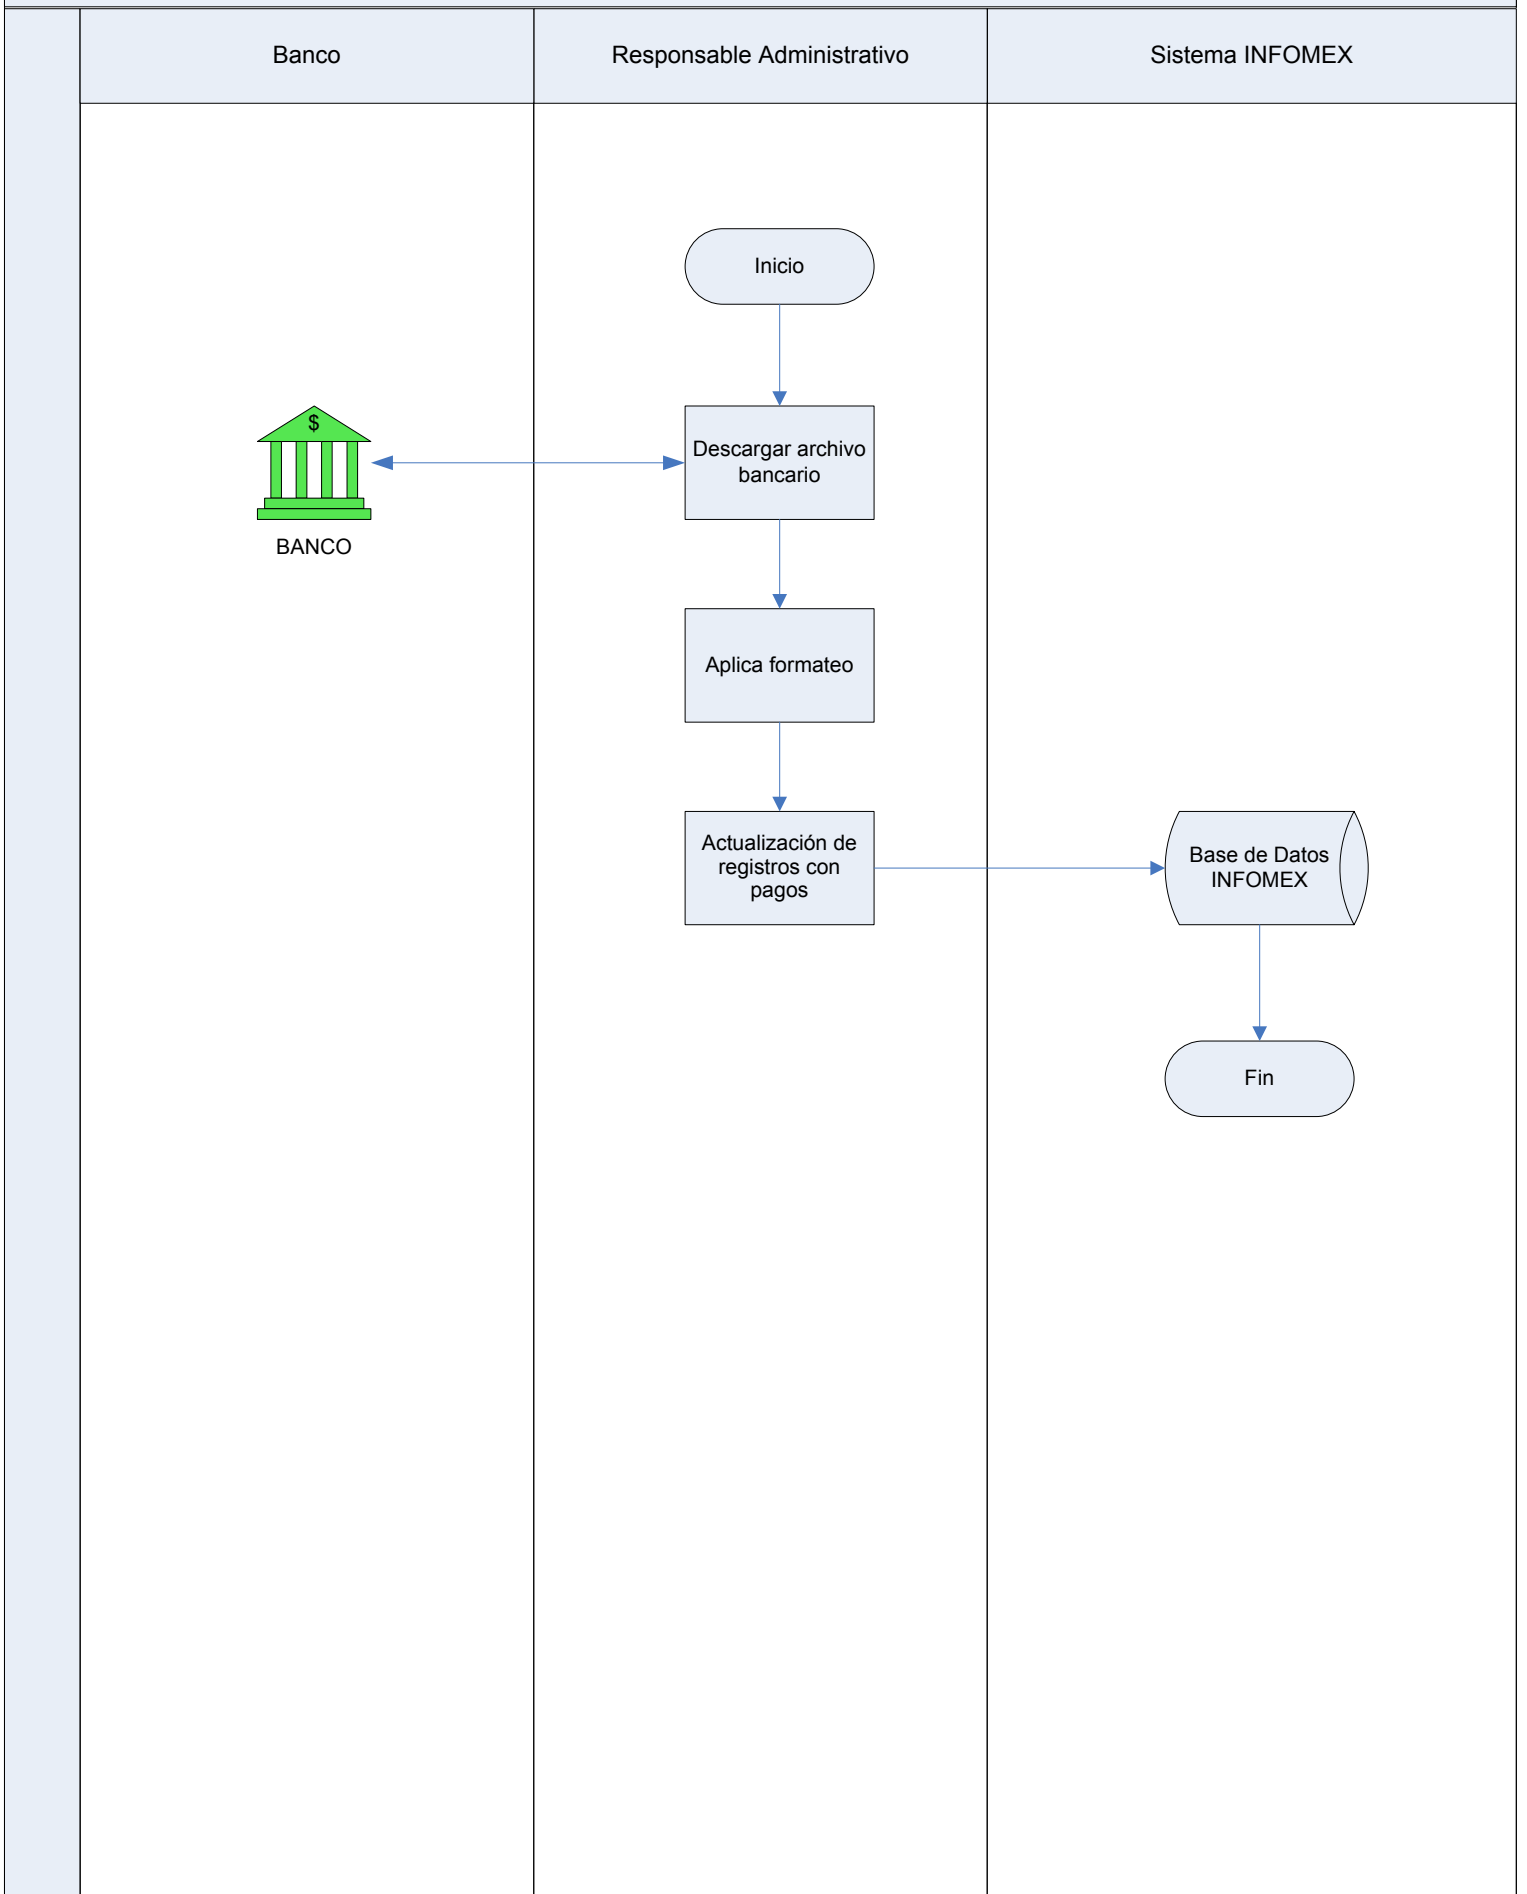 Banco
Responsable Administrativo
Sistema INFOMEX
Inicio
$
Descargar archivo
bancario
BANCO
Aplica formateo
Actualización de
registros con
pagos
Base de Datos
INFOMEX
Fin